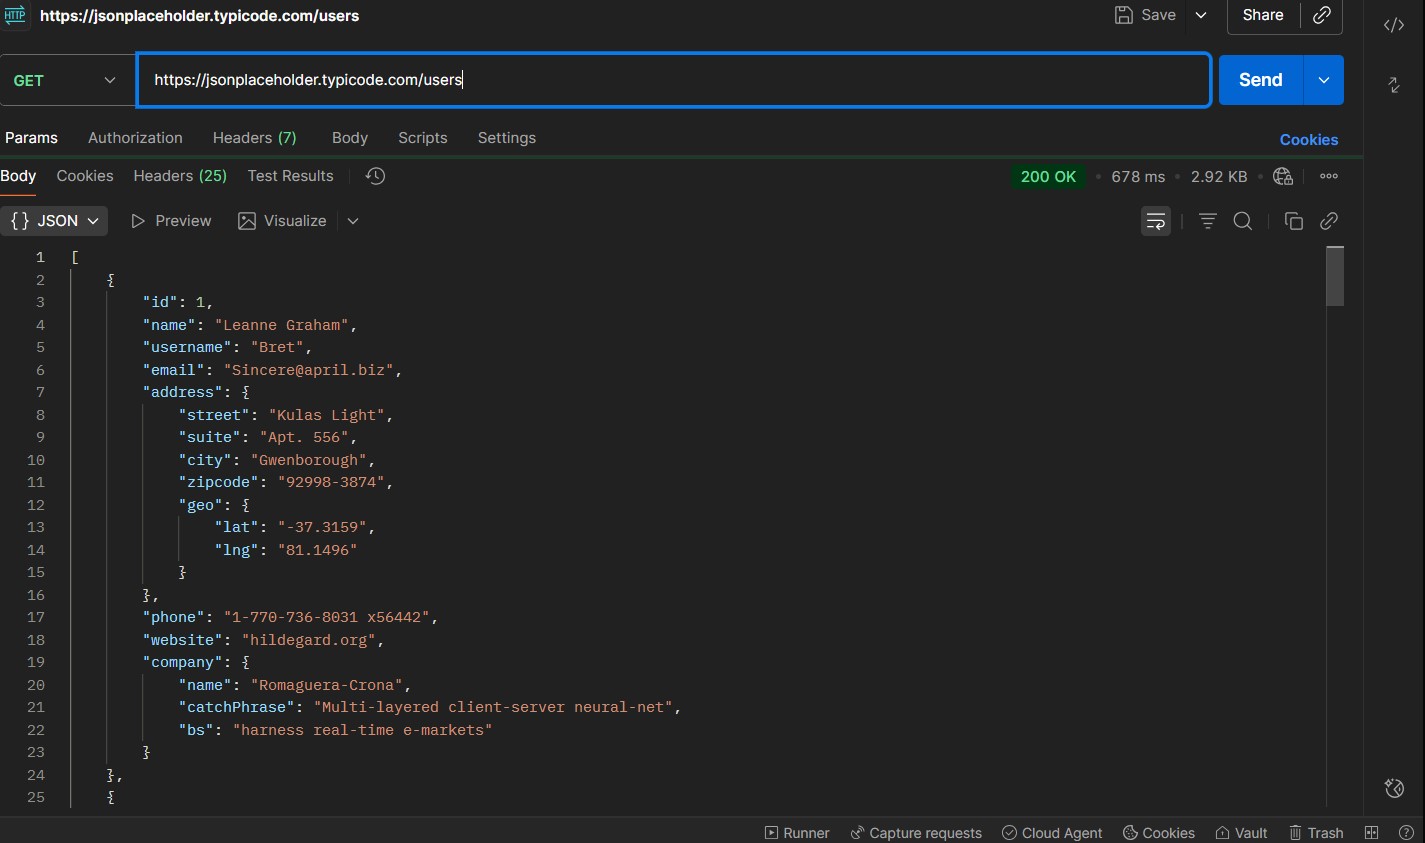 HTTP https://jsonplaceholder.typicode.com/users Save Share
GET https://jsonplaceholder.typicode.com/users Send
Params Authorization Headers (7) Body Scripts Settings Cookies
Body Cookies Headers (25) Test Results 200 OK • 678 ms • 2.92 KB •
{} JSON Preview Visualize
1 [
2 {
3 "id": 1,
4 "name": "Leanne Graham",
5 "username": "Bret",
6 "email": "Sincere@april.biz",
7 "address": {
8 "street": "Kulas Light",
9 "suite": "Apt. 556",
10 "city": "Gwenborough",
11 "zipcode": "92998-3874",
12 "geo": {
13 "lat": "-37.3159",
14 "lng": "81.1496"
15 }
16 },
17 "phone": "1-770-736-8031 x56442",
18 "website": "hildegard.org",
19 "company": {
20 "name": "Romaguera-Crona",
21 "catchPhrase": "Multi-layered client-server neural-net",
22 "bs": "harness real-time e-markets"
23 }
24 },
25 {
Runner Capture requests Cloud Agent Cookies Vault Trash